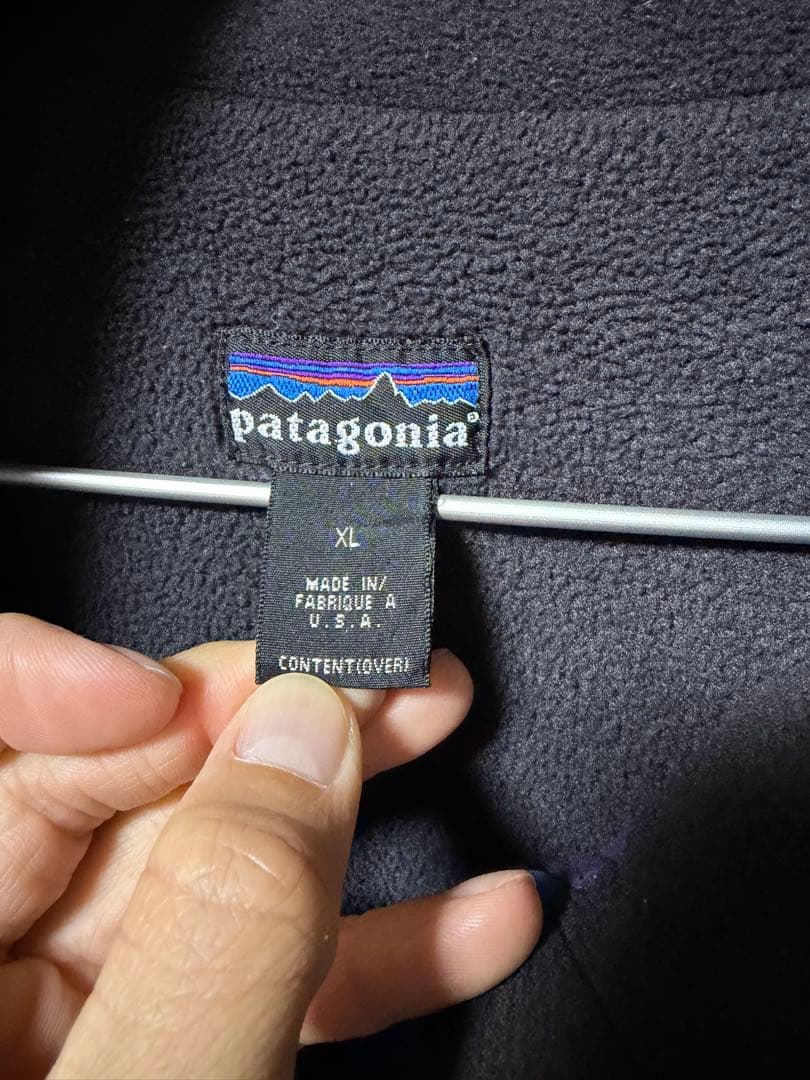 patagonia®
XL
MADE IN/
FABRIQUE A
U.S.A.
CONTENT(OVER)